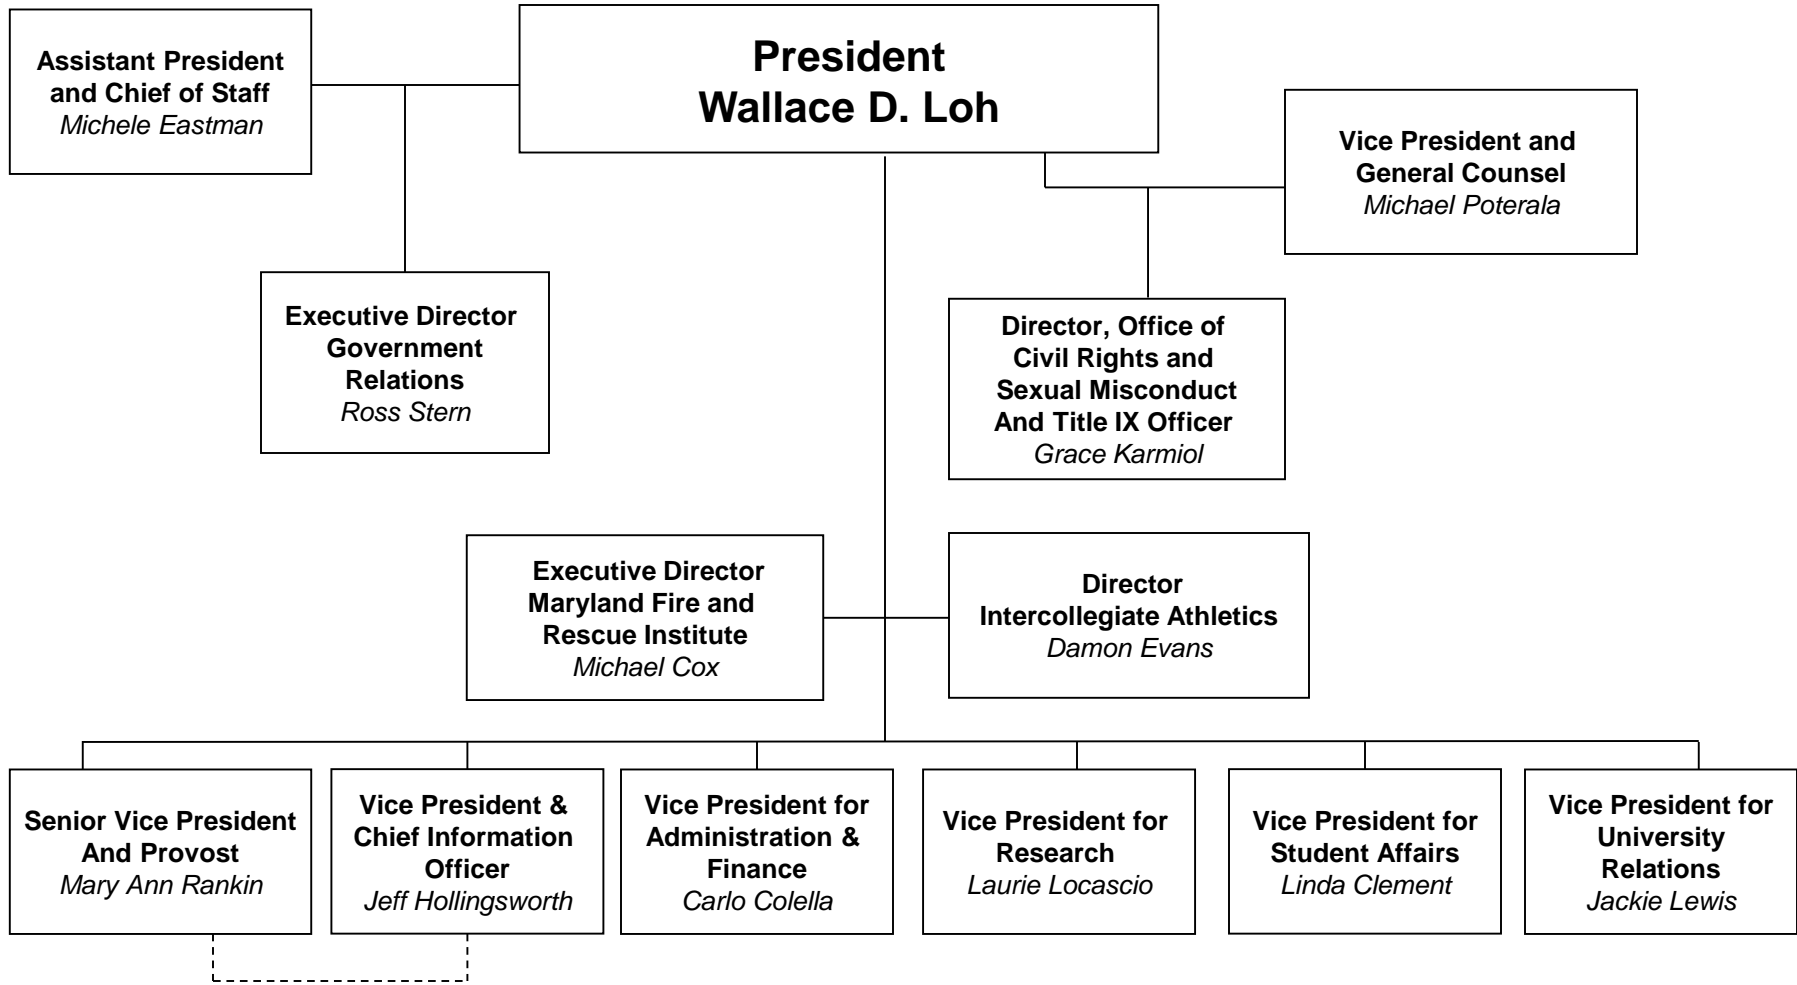 Assistant President
and Chief of Staff
Michele Eastman
President
Wallace D. Loh
Vice President and
General Counsel
Michael Poterala
Executive Director
Government
Relations
Ross Stern
Director, Office of
Civil Rights and
Sexual Misconduct
And Title IX Officer
Grace Karmiol
Executive Director
Maryland Fire and
Rescue Institute
Michael Cox
Director
Intercollegiate Athletics
Damon Evans
Senior Vice President
And Provost
Mary Ann Rankin
Vice President &
Chief Information
Officer
Jeff Hollingsworth
Vice President for
Administration &
Finance
Carlo Colella
Vice President for
Research
Laurie Locascio
Vice President for
Student Affairs
Linda Clement
Vice President for
University
Relations
Jackie Lewis